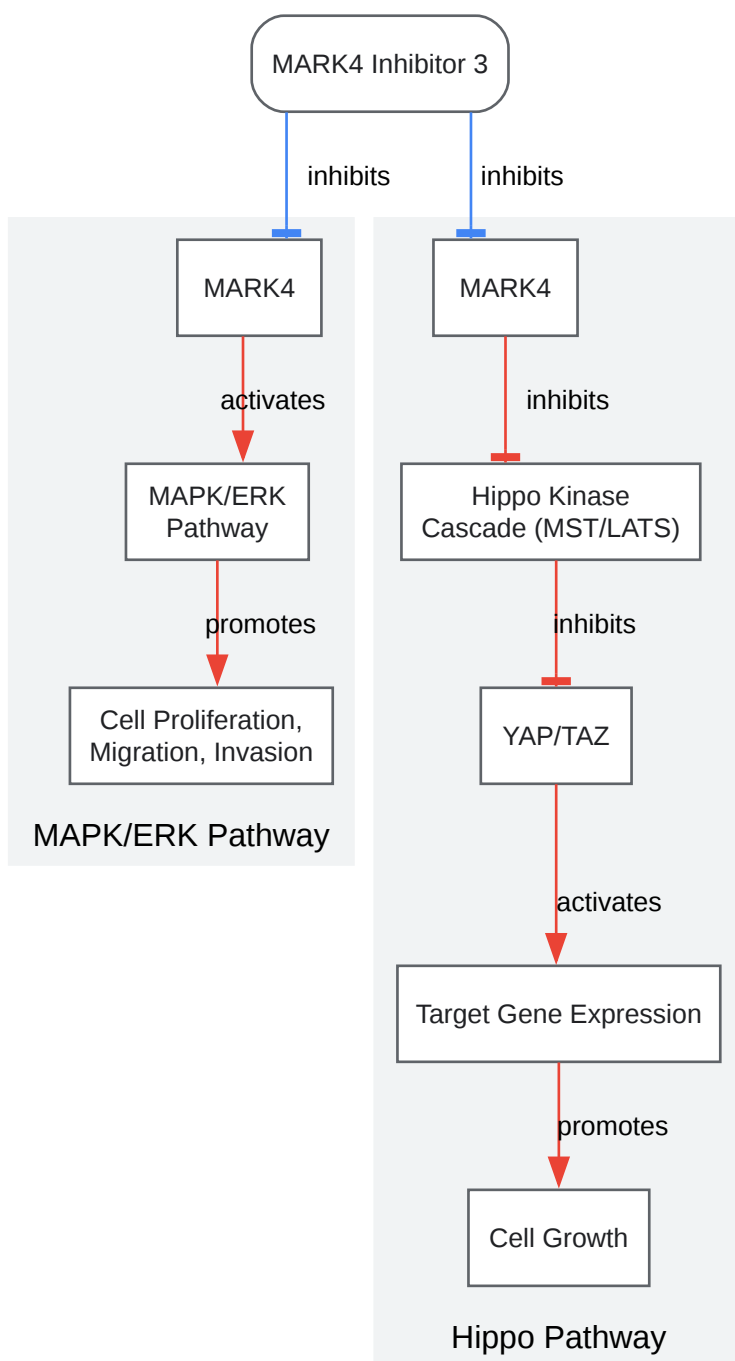 MARK4 Inhibitor 3
inhibits
inhibits
MARK4
activates
MAPK/ERK
Pathway
promotes
Cell Proliferation,
Migration, Invasion
MAPK/ERK Pathway
MARK4
inhibits
Hippo Kinase
Cascade (MST/LATS)
inhibits
YAP/TAZ
activates
Target Gene Expression
promotes
Cell Growth
Hippo Pathway